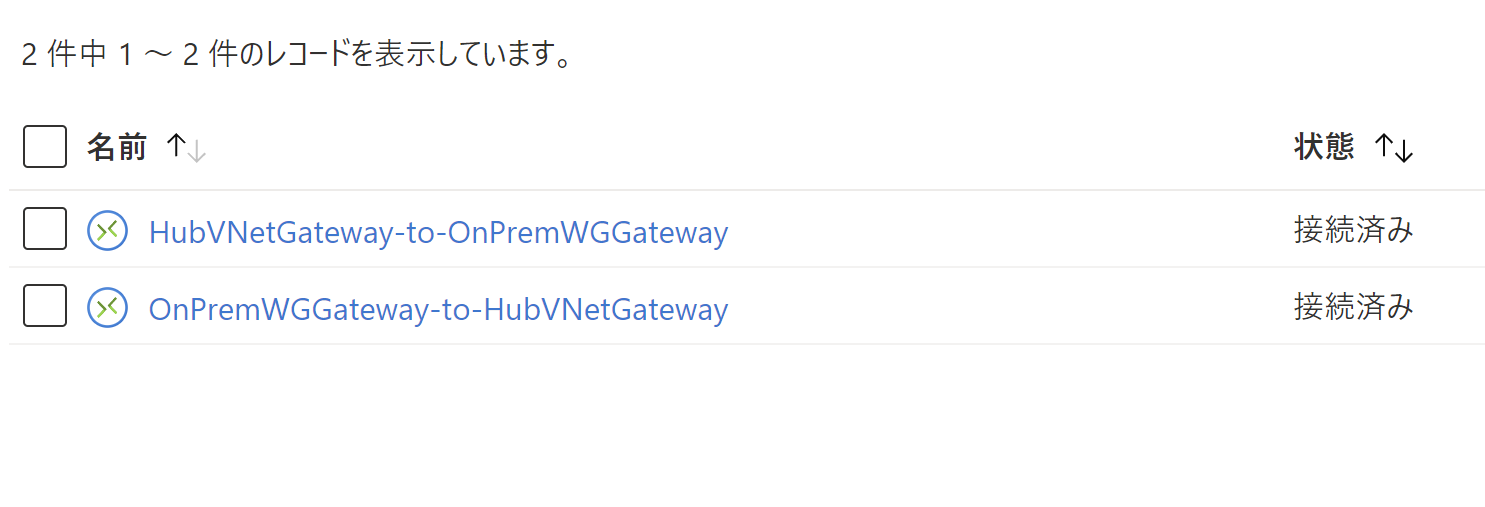 2 件中 1 ～ 2 件のレコードを表示しています。
名前 ↑↓ 状態 ↑↓
HubVNetGateway-to-OnPremWGGateway 接続済み
OnPremWGGateway-to-HubVNetGateway 接続済み